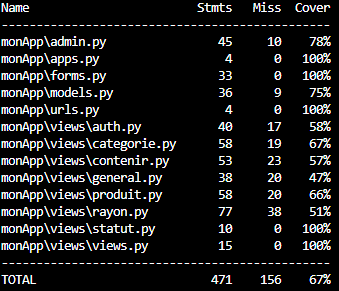 Name Stmts Miss Cover
-----------------------------------------------
monApp\admin.py 45 10 78%
monApp\apps.py 4 0 100%
monApp\forms.py 33 0 100%
monApp\models.py 36 9 75%
monApp\urls.py 4 0 100%
monApp\views\auth.py 40 17 58%
monApp\views\categorie.py 58 19 67%
monApp\views\contenir.py 53 23 57%
monApp\views\general.py 38 20 47%
monApp\views\produit.py 58 20 66%
monApp\views\rayon.py 77 38 51%
monApp\views\statut.py 10 0 100%
monApp\views\views.py 15 0 100%
-----------------------------------------------
TOTAL 471 156 67%